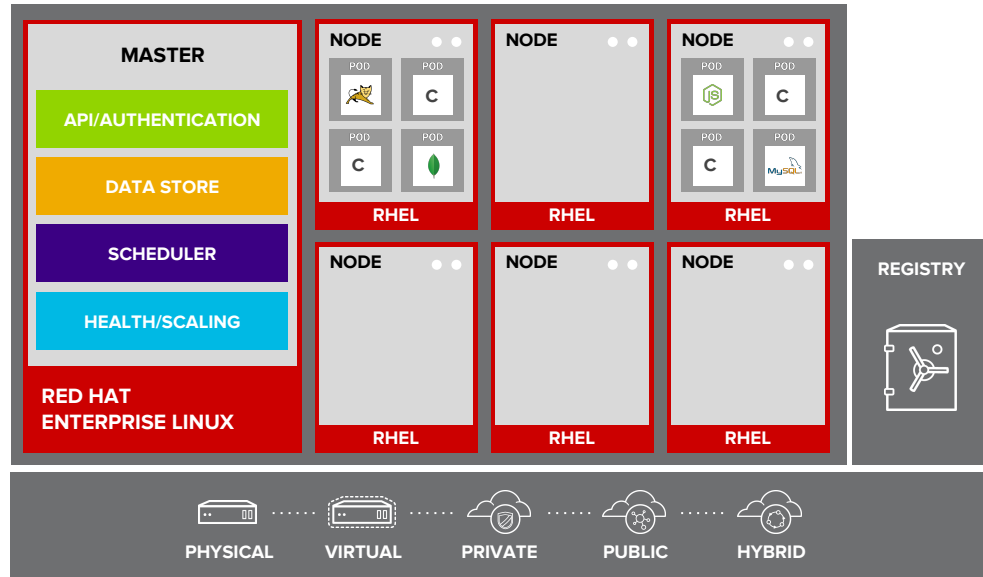 MASTER
API/AUTHENTICATION
DATA STORE
SCHEDULER
HEALTH/SCALING
RED HAT
ENTERPRISE LINUX
NODE
POD
POD
C
POD
POD
C
RHEL
NODE
RHEL
NODE
POD
POD
JS
C
POD
POD
C
MySQL
RHEL
NODE
RHEL
NODE
RHEL
NODE
RHEL
REGISTRY
PHYSICAL
VIRTUAL
PRIVATE
PUBLIC
HYBRID